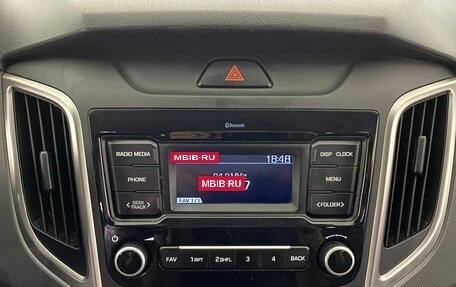 Bluetooth
RADIO MEDIA
MBIB·RU
18:48
DISP CLOCK
PHONE
MBIB·RU
MENU
SEEK TRACK
FAV 1/1
FOLDER
FAV 1 RPT 2 SHFL 3 4 BACK